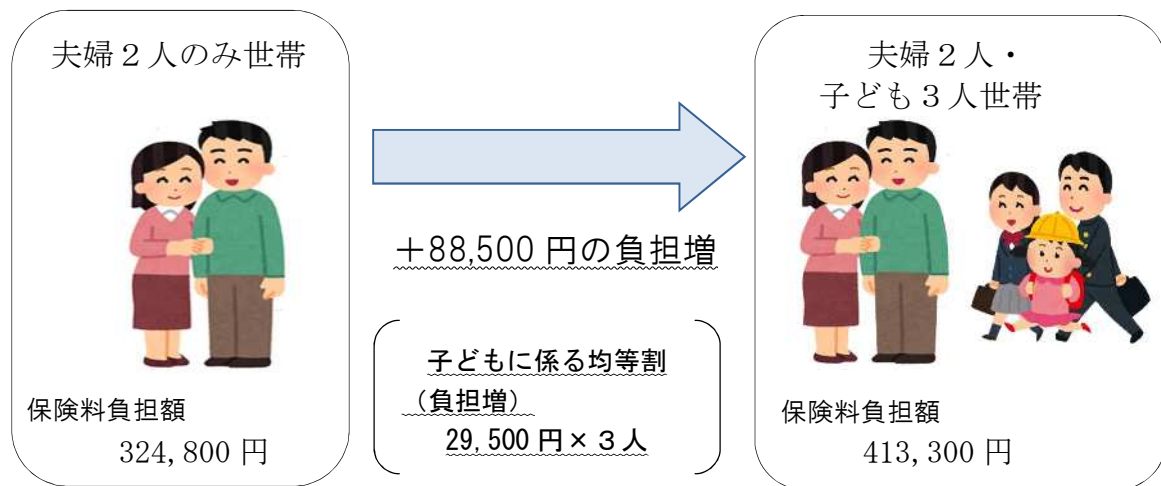 夫婦２人のみ世帯
保険料負担額
324,800 円
＋88,500 円の負担増
子どもに係る均等割
（負担増）
29,500 円×３人
夫婦２人・
子ども３人世帯
保険料負担額
413,300 円